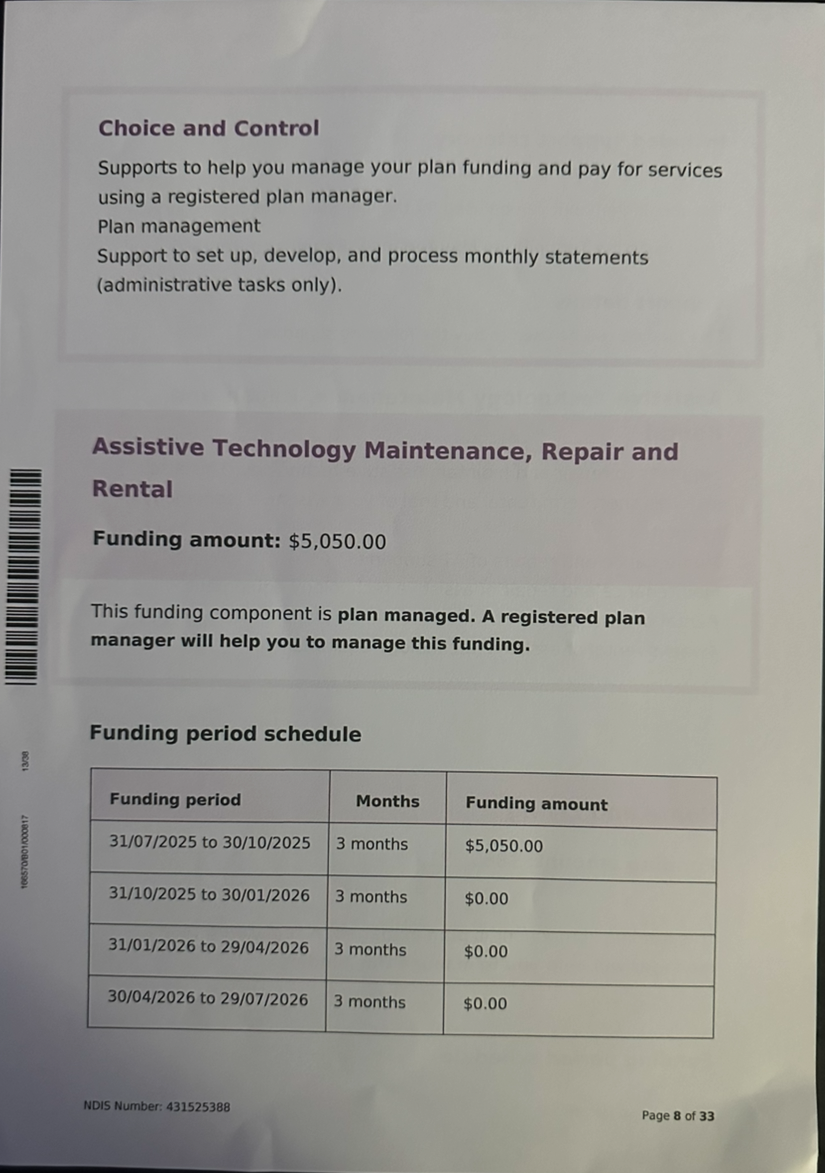 Choice and Control
Supports to help you manage your plan funding and pay for services
using a registered plan manager.
Plan management
Support to set up, develop, and process monthly statements
(administrative tasks only).
Assistive Technology Maintenance, Repair and
Rental
Funding amount: $5,050.00
This funding component is plan managed. A registered plan
manager will help you to manage this funding.
Funding period schedule
Funding period Months Funding amount
31/07/2025 to 30/10/2025 3 months $5,050.00
31/10/2025 to 30/01/2026 3 months $0.00
31/01/2026 to 29/04/2026 3 months $0.00
30/04/2026 to 29/07/2026 3 months $0.00
13/38
NDIS Number: 431525388
Page 8 of 33